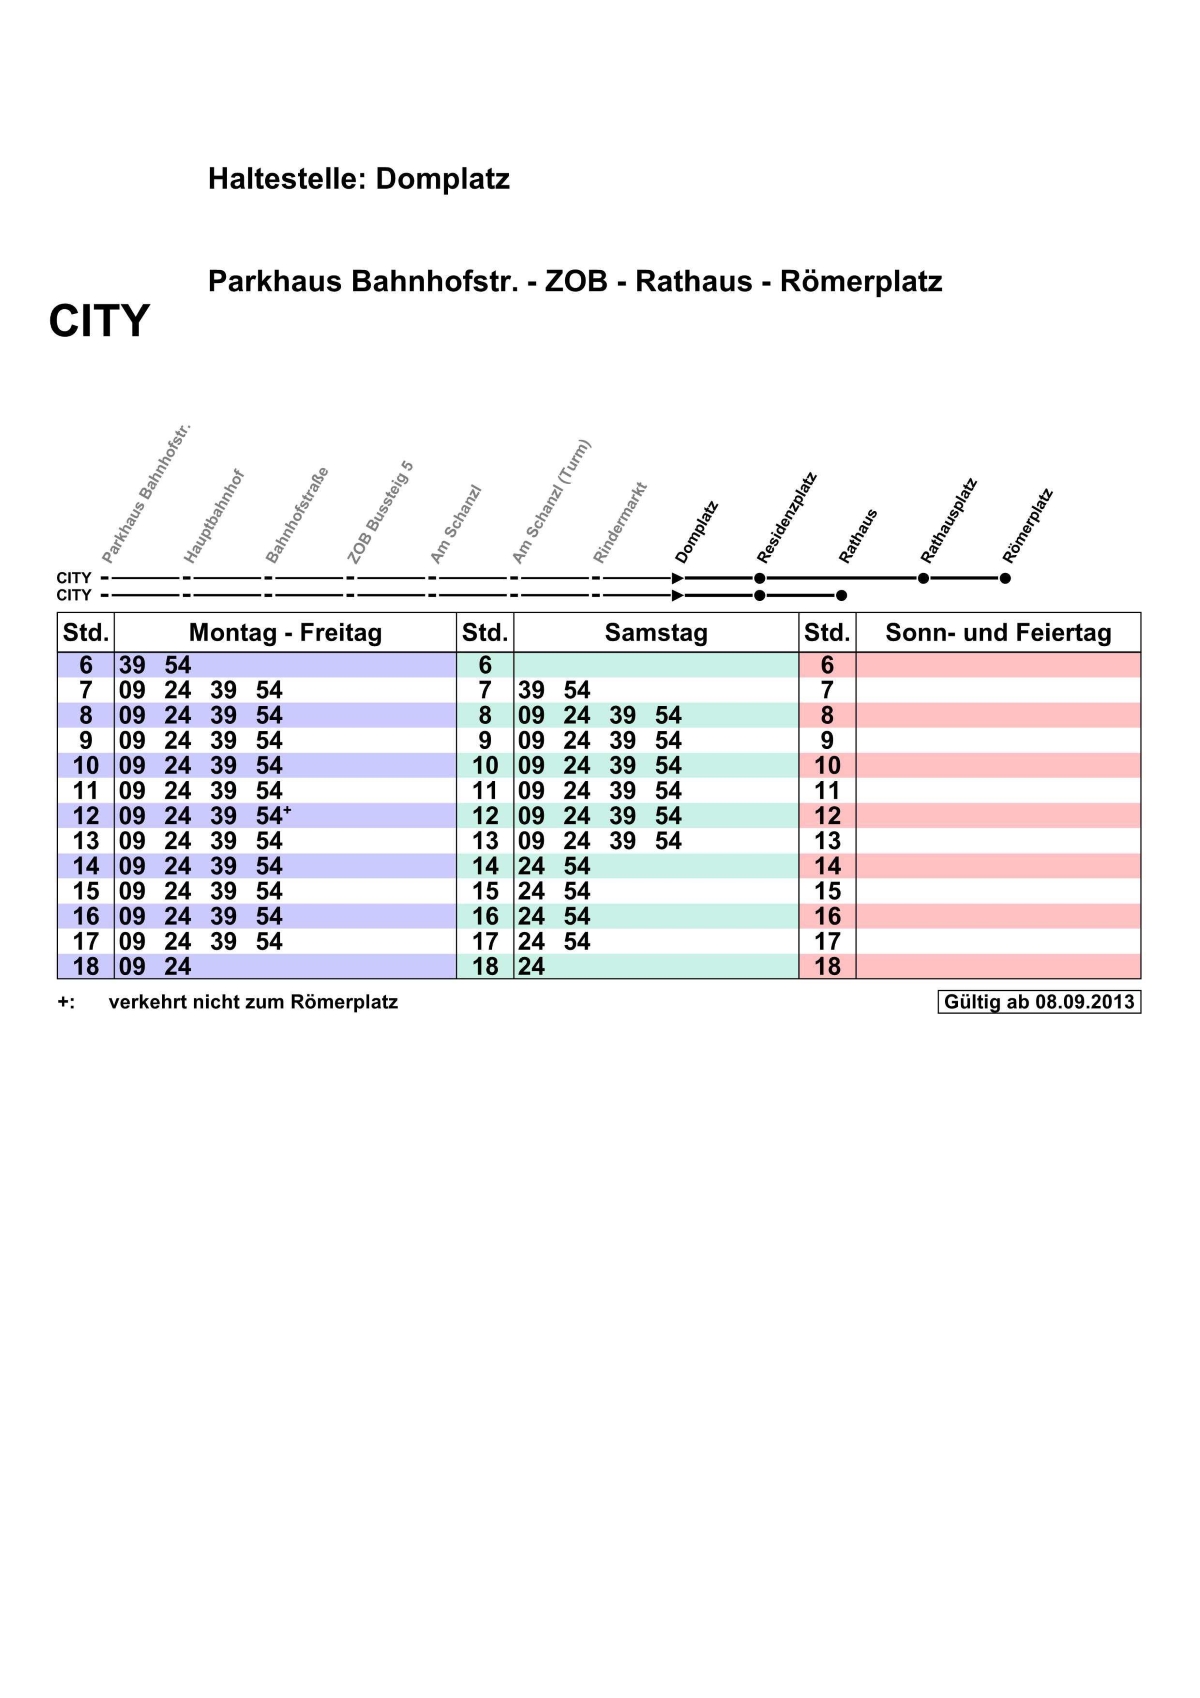 Haltestelle: Domplatz
Parkhaus Bahnhofstr. - ZOB - Rathaus - Römerplatz
CITY
Parkhaus Bahnhofstr.
Hauptbahnhof
Bahnhofstraße
ZOB Bussteig 5
Am Schanzl
Am Schanzl (Turm)
Rindermarkt
Domplatz
Residenzplatz
Rathaus
Rathausplatz
Römerplatz
CITY
CITY
Std. Montag - Freitag Std. Samstag Std. Sonn- und Feiertag
6 39 54 6 6
7 09 24 39 54 7 39 54 7
8 09 24 39 54 8 09 24 39 54 8
9 09 24 39 54 9 09 24 39 54 9
10 09 24 39 54 10 09 24 39 54 10
11 09 24 39 54 11 09 24 39 54 11
12 09 24 39 54+ 12 09 24 39 54 12
13 09 24 39 54 13 09 24 39 54 13
14 09 24 39 54 14 24 54 14
15 09 24 39 54 15 24 54 15
16 09 24 39 54 16 24 54 16
17 09 24 39 54 17 24 54 17
18 09 24 18 24 18
+: verkehrt nicht zum Römerplatz Gültig ab 08.09.2013